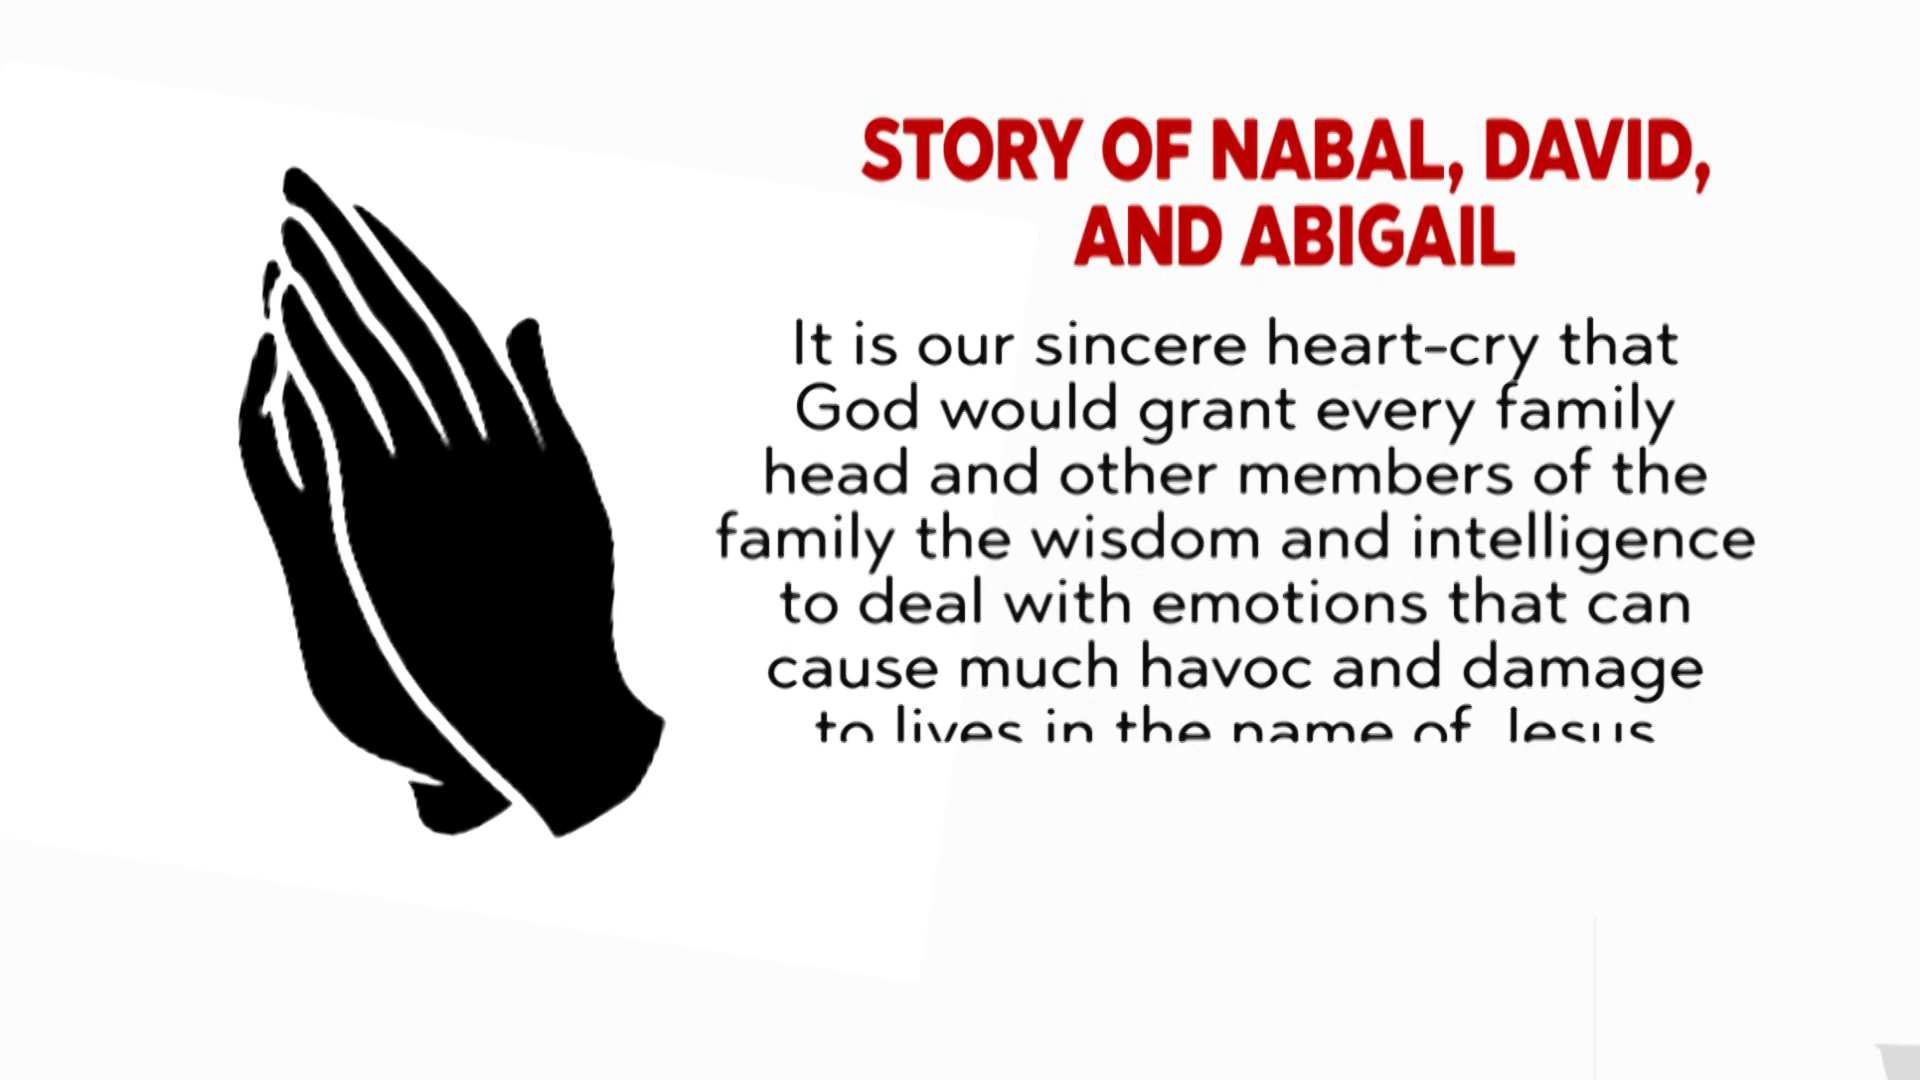 STORY OF NABAL, DAVID,
AND ABIGAIL
It is our sincere heart-cry that
God would grant every family
head and other members of the
family the wisdom and intelligence
to deal with emotions that can
cause much havoc and damage
to lives in the name of Jesus